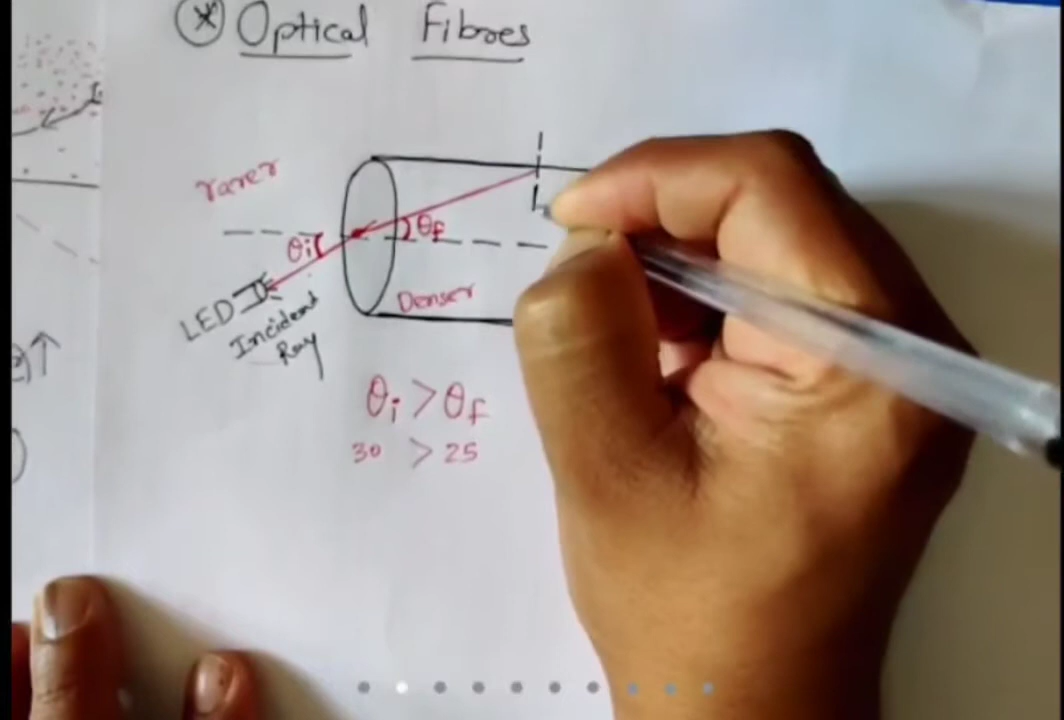 * Optical Fibres
rarer
θi
θf
LED
Incident
Ray
Denser
θi > θf
30 > 25